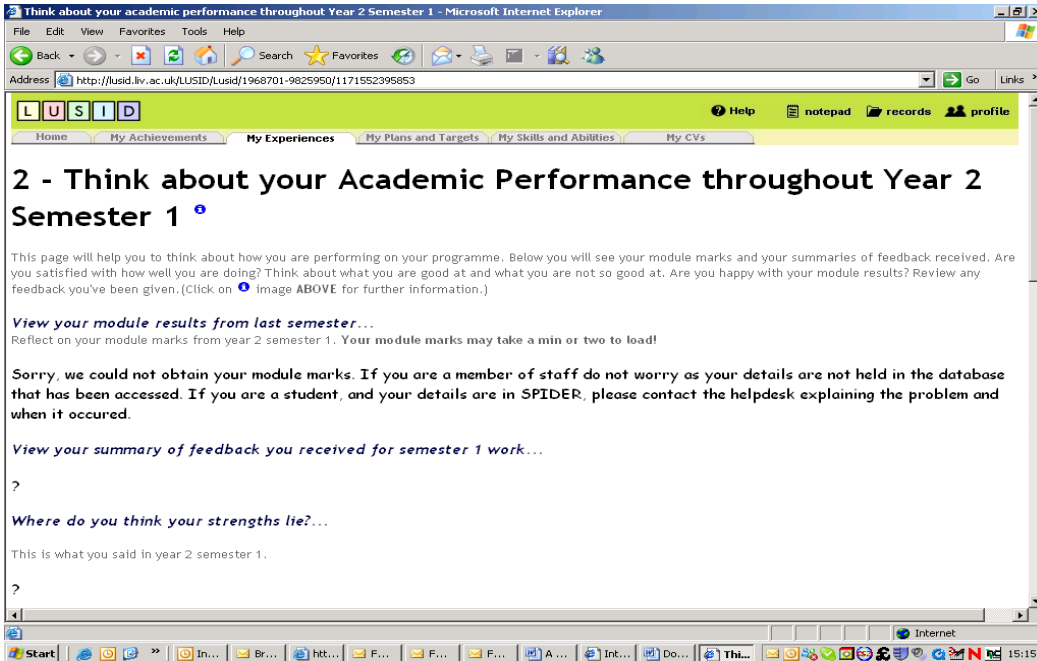 Think about your academic performance throughout Year 2 Semester 1 - Microsoft Internet Explorer
File Edit View Favorites Tools Help
Back Search Favorites
Address http://lusid.liv.ac.uk/LUSID/Lusid/1968701-9825950/1171552395853 Go Links »
L U S I D Help notepad records profile
Home My Achievements My Experiences My Plans and Targets My Skills and Abilities My CVs
2 - Think about your Academic Performance throughout Year 2
Semester 1
This page will help you to think about how you are performing on your programme. Below you will see your module marks and your summaries of feedback received. Are
you satisfied with how well you are doing? Think about what you are good at and what you are not so good at. Are you happy with your module results? Review any
feedback you've been given.(Click on image ABOVE for further information.)
View your module results from last semester...
Reflect on your module marks from year 2 semester 1. Your module marks may take a min or two to load!
Sorry, we could not obtain your module marks. If you are a member of staff do not worry as your details are not held in the database
that has been accessed. If you are a student, and your details are in SPIDER, please contact the helpdesk explaining the problem and
when it occured.
View your summary of feedback you received for semester 1 work...
?
Where do you think your strengths lie?...
This is what you said in year 2 semester 1.
?
Internet
Start » In... Br... htt... F... F... F... A ... Int... Do... Thi... 15:15